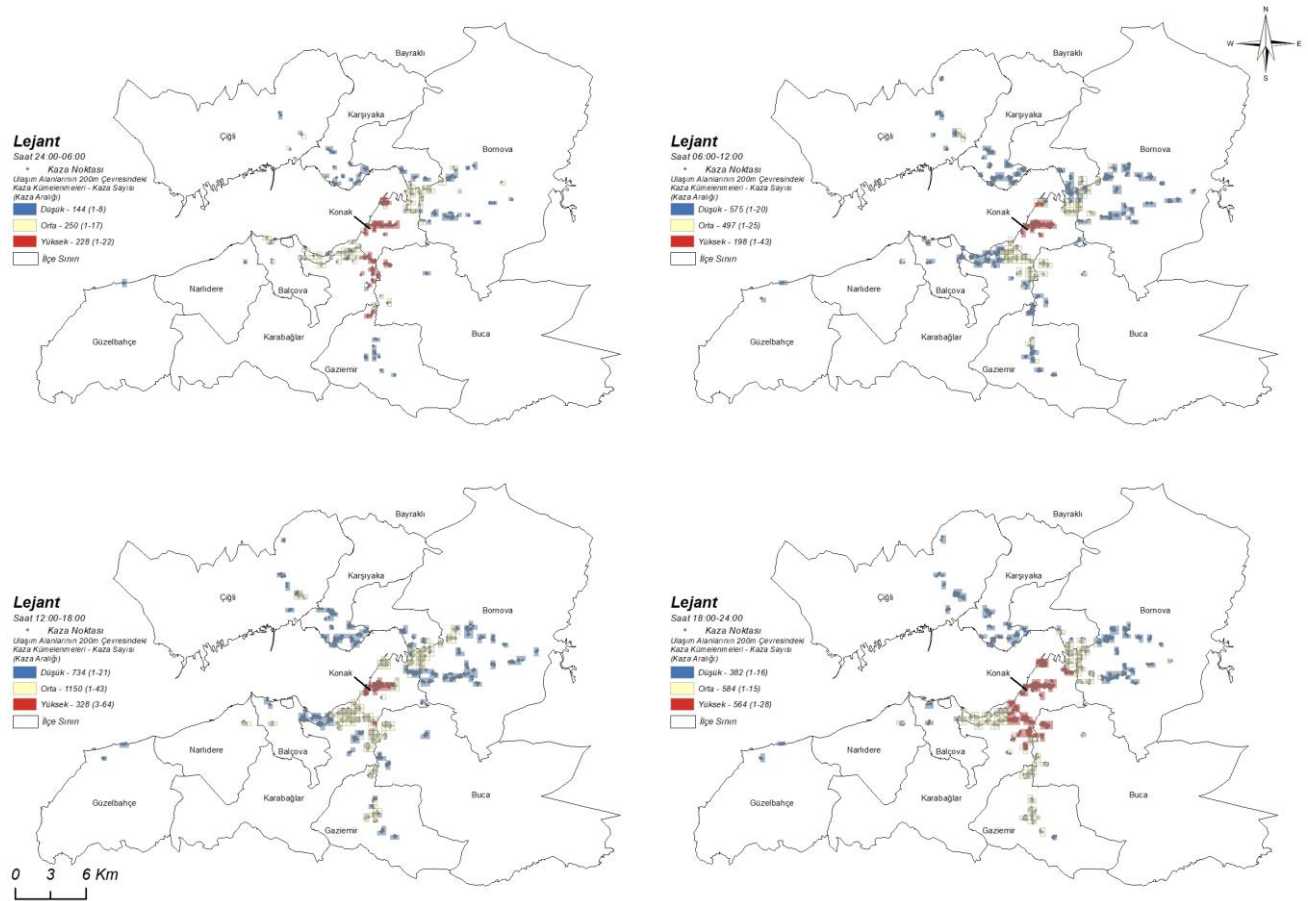 Bayraklı
Karşıyaka
Çiğli
Bornova
Lejant
Saat 24:00-06:00
Kaza Noktası
Ulaşım Alanlarının 200m Çevresindeki
Kaza Kümelenmeleri - Kaza Sayısı
(Kaza Aralığı)
Düşük - 144 (1-8)
Orta - 250 (1-17)
Yüksek - 228 (1-22)
İlçe Sınırı
Konak
Narlıdere
Balçova
Güzelbahçe
Karabağlar
Buca
Gaziemir
N
W E
S
Bayraklı
Karşıyaka
Çiğli
Bornova
Lejant
Saat 06:00-12:00
Kaza Noktası
Ulaşım Alanlarının 200m Çevresindeki
Kaza Kümelenmeleri - Kaza Sayısı
(Kaza Aralığı)
Düşük - 575 (1-20)
Orta - 497 (1-25)
Yüksek - 198 (1-43)
İlçe Sınırı
Konak
Narlıdere
Balçova
Güzelbahçe
Karabağlar
Buca
Gaziemir
Bayraklı
Karşıyaka
Çiğli
Bornova
Lejant
Saat 12:00-18:00
Kaza Noktası
Ulaşım Alanlarının 200m Çevresindeki
Kaza Kümelenmeleri - Kaza Sayısı
(Kaza Aralığı)
Düşük - 734 (1-21)
Orta - 1150 (1-43)
Yüksek - 328 (3-64)
İlçe Sınırı
Konak
Narlıdere
Balçova
Güzelbahçe
Karabağlar
Buca
Gaziemir
0 3 6 Km
Bayraklı
Karşıyaka
Çiğli
Bornova
Lejant
Saat 18:00-24:00
Kaza Noktası
Ulaşım Alanlarının 200m Çevresindeki
Kaza Kümelenmeleri - Kaza Sayısı
(Kaza Aralığı)
Düşük - 382 (1-16)
Orta - 584 (1-15)
Yüksek - 564 (1-28)
İlçe Sınırı
Konak
Narlıdere
Balçova
Güzelbahçe
Karabağlar
Buca
Gaziemir